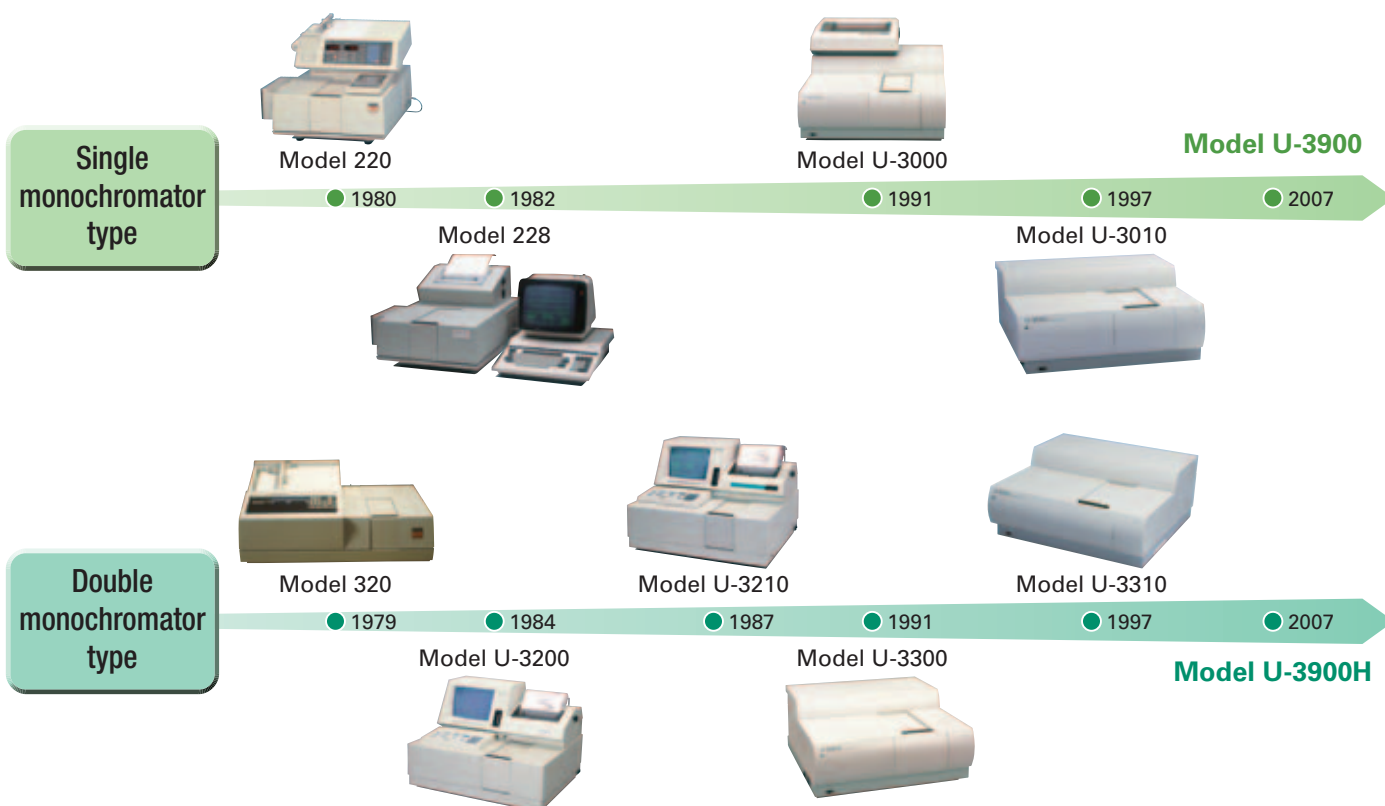 Model 220
Model U-3000
Model U-3900
Single
monochromator
type
1980
1982
1991
1997
2007
Model 228
Model U-3010
Model 320
Model U-3210
Model U-3310
Double
monochromator
type
1979
1984
1987
1991
1997
2007
Model U-3200
Model U-3300
Model U-3900H